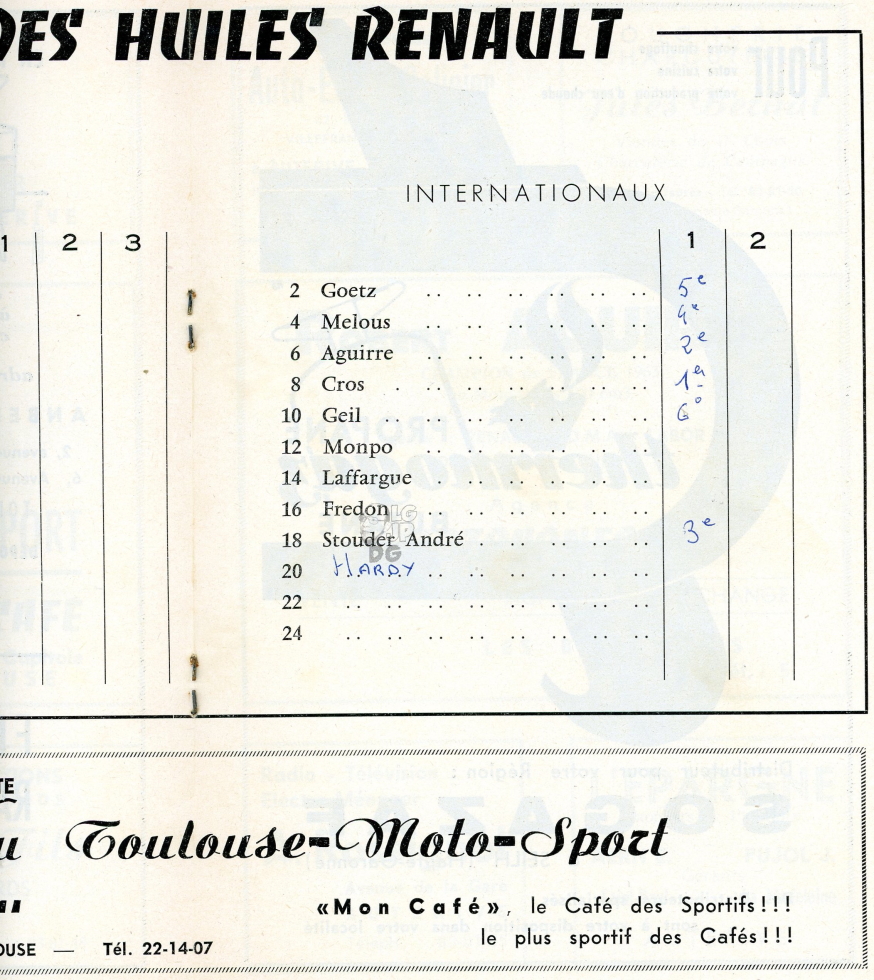 DES HUILES RENAULT
INTERNATIONAUX
1 2 3
1 2
2 Goetz .. .. .. .. .. .. 5e
4 Melous .. .. .. .. .. 4e
6 Aguirre .. .. .. .. .. .. 2e
8 Cros . .. .. .. .. .. .. 1er
10 Geil .. .. .. .. .. .. 6e
12 Monpo .. .. .. .. .. ..
14 Laffargue .. .. .. .. ..
16 Fredon .. .. .. .. .. ..
18 Stouder André .. .. .. .. 3e
20 HARDY .. .. .. .. .. ..
22 .. .. .. .. .. .. .. ..
24 .. .. .. .. .. .. .. ..
TE
u Toulouse-Moto-Sport
«Mon Café», le Café des Sportifs!!!
le plus sportif des Cafés!!!
OUSE — Tél. 22-14-07